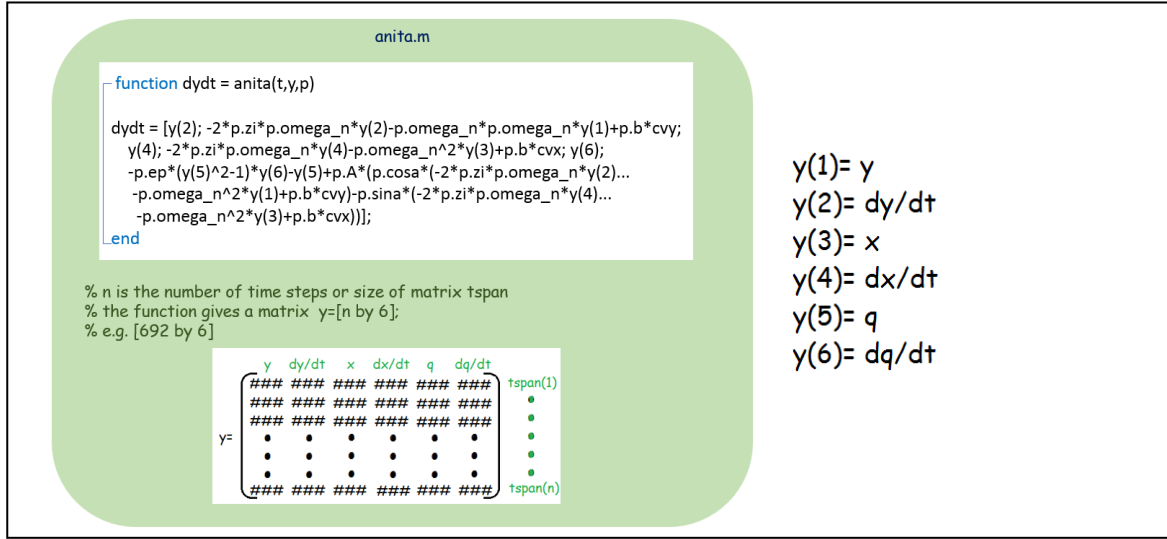 anita.m
function dydt = anita(t,y,p)
dydt = [y(2); -2*p.zi*p.omega_n*y(2)-p.omega_n*p.omega_n*y(1)+p.b*cvy;
y(4); -2*p.zi*p.omega_n*y(4)-p.omega_n^2*y(3)+p.b*cvx; y(6);
-p.ep*(y(5)^2-1)*y(6)-y(5)+p.A*(p.cosa*(-2*p.zi*p.omega_n*y(2)...
-p.omega_n^2*y(1)+p.b*cvy)-p.sina*(-2*p.zi*p.omega_n*y(4)...
-p.omega_n^2*y(3)+p.b*cvx))];
end
% n is the number of time steps or size of matrix tspan
% the function gives a matrix y=[n by 6];
% e.g. [692 by 6]
y dy/dt x dx/dt q dq/dt
### ### ### ### ### ### tspan(1)
### ### ### ### ### ###
### ### ### ### ### ###
y=
### ### ### ### ### ### tspan(n)
y(1)= y
y(2)= dy/dt
y(3)= x
y(4)= dx/dt
y(5)= q
y(6)= dq/dt